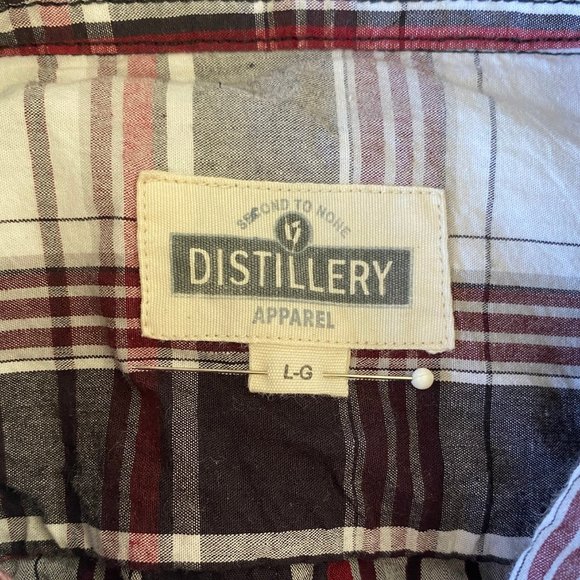 SECOND TO NONE
DISTILLERY
APPAREL
L-G